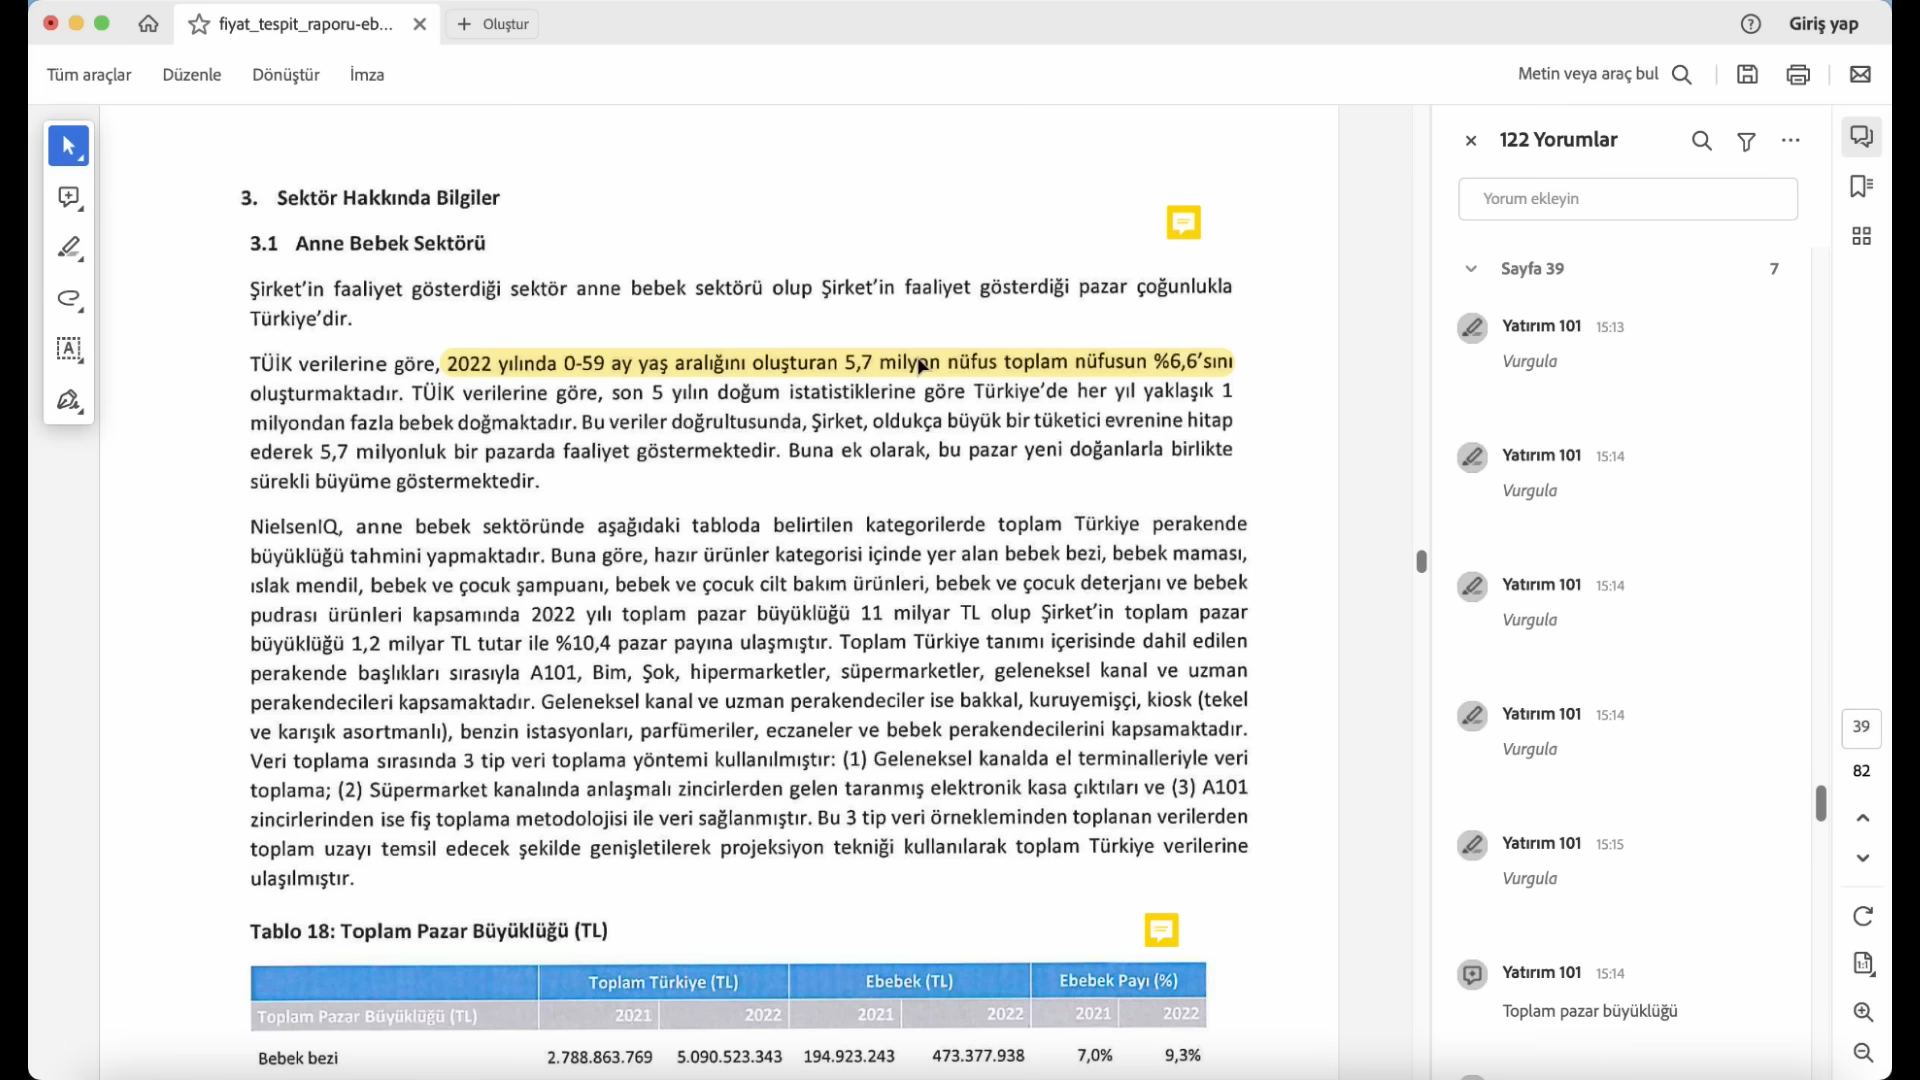 fiyat_tespit_raporu-eb...
Oluştur
Giriş yap
Tüm araçlar
Düzenle
Dönüştür
İmza
Metin veya araç bul
3. Sektör Hakkında Bilgiler
3.1 Anne Bebek Sektörü
Şirket'in faaliyet gösterdiği sektör anne bebek sektörü olup Şirket'in faaliyet gösterdiği pazar çoğunlukla
Türkiye'dir.
TÜİK verilerine göre, 2022 yılında 0-59 ay yaş aralığını oluşturan 5,7 milyon nüfus toplam nüfusun %6,6'sını
oluşturmaktadır. TÜİK verilerine göre, son 5 yılın doğum istatistiklerine göre Türkiye'de her yıl yaklaşık 1
milyondan fazla bebek doğmaktadır. Bu veriler doğrultusunda, Şirket, oldukça büyük bir tüketici evrenine hitap
ederek 5,7 milyonluk bir pazarda faaliyet göstermektedir. Buna ek olarak, bu pazar yeni doğanlarla birlikte
sürekli büyüme göstermektedir.
NielsenIQ, anne bebek sektöründe aşağıdaki tabloda belirtilen kategorilerde toplam Türkiye perakende
büyüklüğü tahmini yapmaktadır. Buna göre, hazır ürünler kategorisi içinde yer alan bebek bezi, bebek maması,
ıslak mendil, bebek ve çocuk şampuanı, bebek ve çocuk cilt bakım ürünleri, bebek ve çocuk deterjanı ve bebek
pudrası ürünleri kapsamında 2022 yılı toplam pazar büyüklüğü 11 milyar TL olup Şirket'in toplam pazar
büyüklüğü 1,2 milyar TL tutar ile %10,4 pazar payına ulaşmıştır. Toplam Türkiye tanımı içerisinde dahil edilen
perakende başlıkları sırasıyla A101, Bim, Şok, hipermarketler, süpermarketler, geleneksel kanal ve uzman
perakendecileri kapsamaktadır. Geleneksel kanal ve uzman perakendeciler ise bakkal, kuruyemişçi, kiosk (tekel
ve karışık asortmanlı), benzin istasyonları, parfümeriler, eczaneler ve bebek perakendecilerini kapsamaktadır.
Veri toplama sırasında 3 tip veri toplama yöntemi kullanılmıştır: (1) Geleneksel kanalda el terminalleriyle veri
toplama; (2) Süpermarket kanalında anlaşmalı zincirlerden gelen taranmış elektronik kasa çıktıları ve (3) A101
zincirlerinden ise fiş toplama metodolojisi ile veri sağlanmıştır. Bu 3 tip veri örnekleminden toplanan verilerden
toplam uzayı temsil edecek şekilde genişletilerek projeksiyon tekniği kullanılarak toplam Türkiye verilerine
ulaşılmıştır.
Tablo 18: Toplam Pazar Büyüklüğü (TL)
Toplam Türkiye (TL) Ebebek (TL) Ebebek Payı (%)
Toplam Pazar Büyüklüğü (TL) 2021 2022 2021 2022 2021 2022
Bebek bezi 2.788.863.769 5.090.523.343 194.923.243 473.377.938 7,0% 9,3%
122 Yorumlar
Yorum ekleyin
Sayfa 39 7
Yatırım 101 15:13
Vurgula
Yatırım 101 15:14
Vurgula
Yatırım 101 15:14
Vurgula
Yatırım 101 15:14
Vurgula
Yatırım 101 15:15
Vurgula
Yatırım 101 15:14
Toplam pazar büyüklüğü
39
82